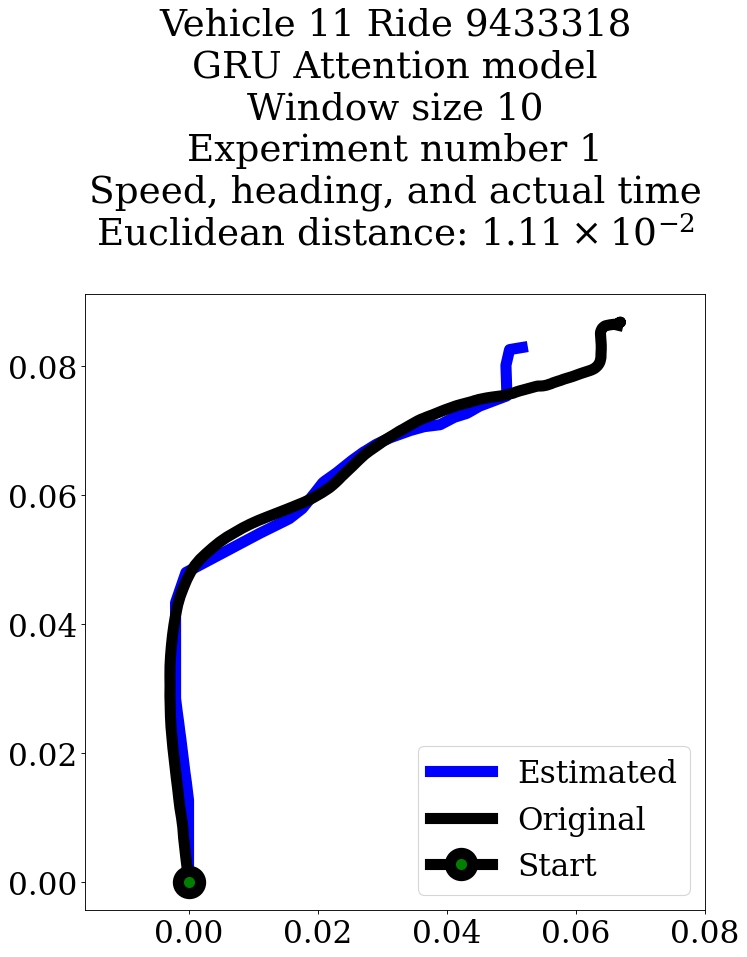 Vehicle 11 Ride 9433318
GRU Attention model
Window size 10
Experiment number 1
Speed, heading, and actual time
Euclidean distance: 1.11 × 10⁻²
0.08
0.06
0.04
0.02
0.00
Estimated
Original
Start
0.00 0.02 0.04 0.06 0.08